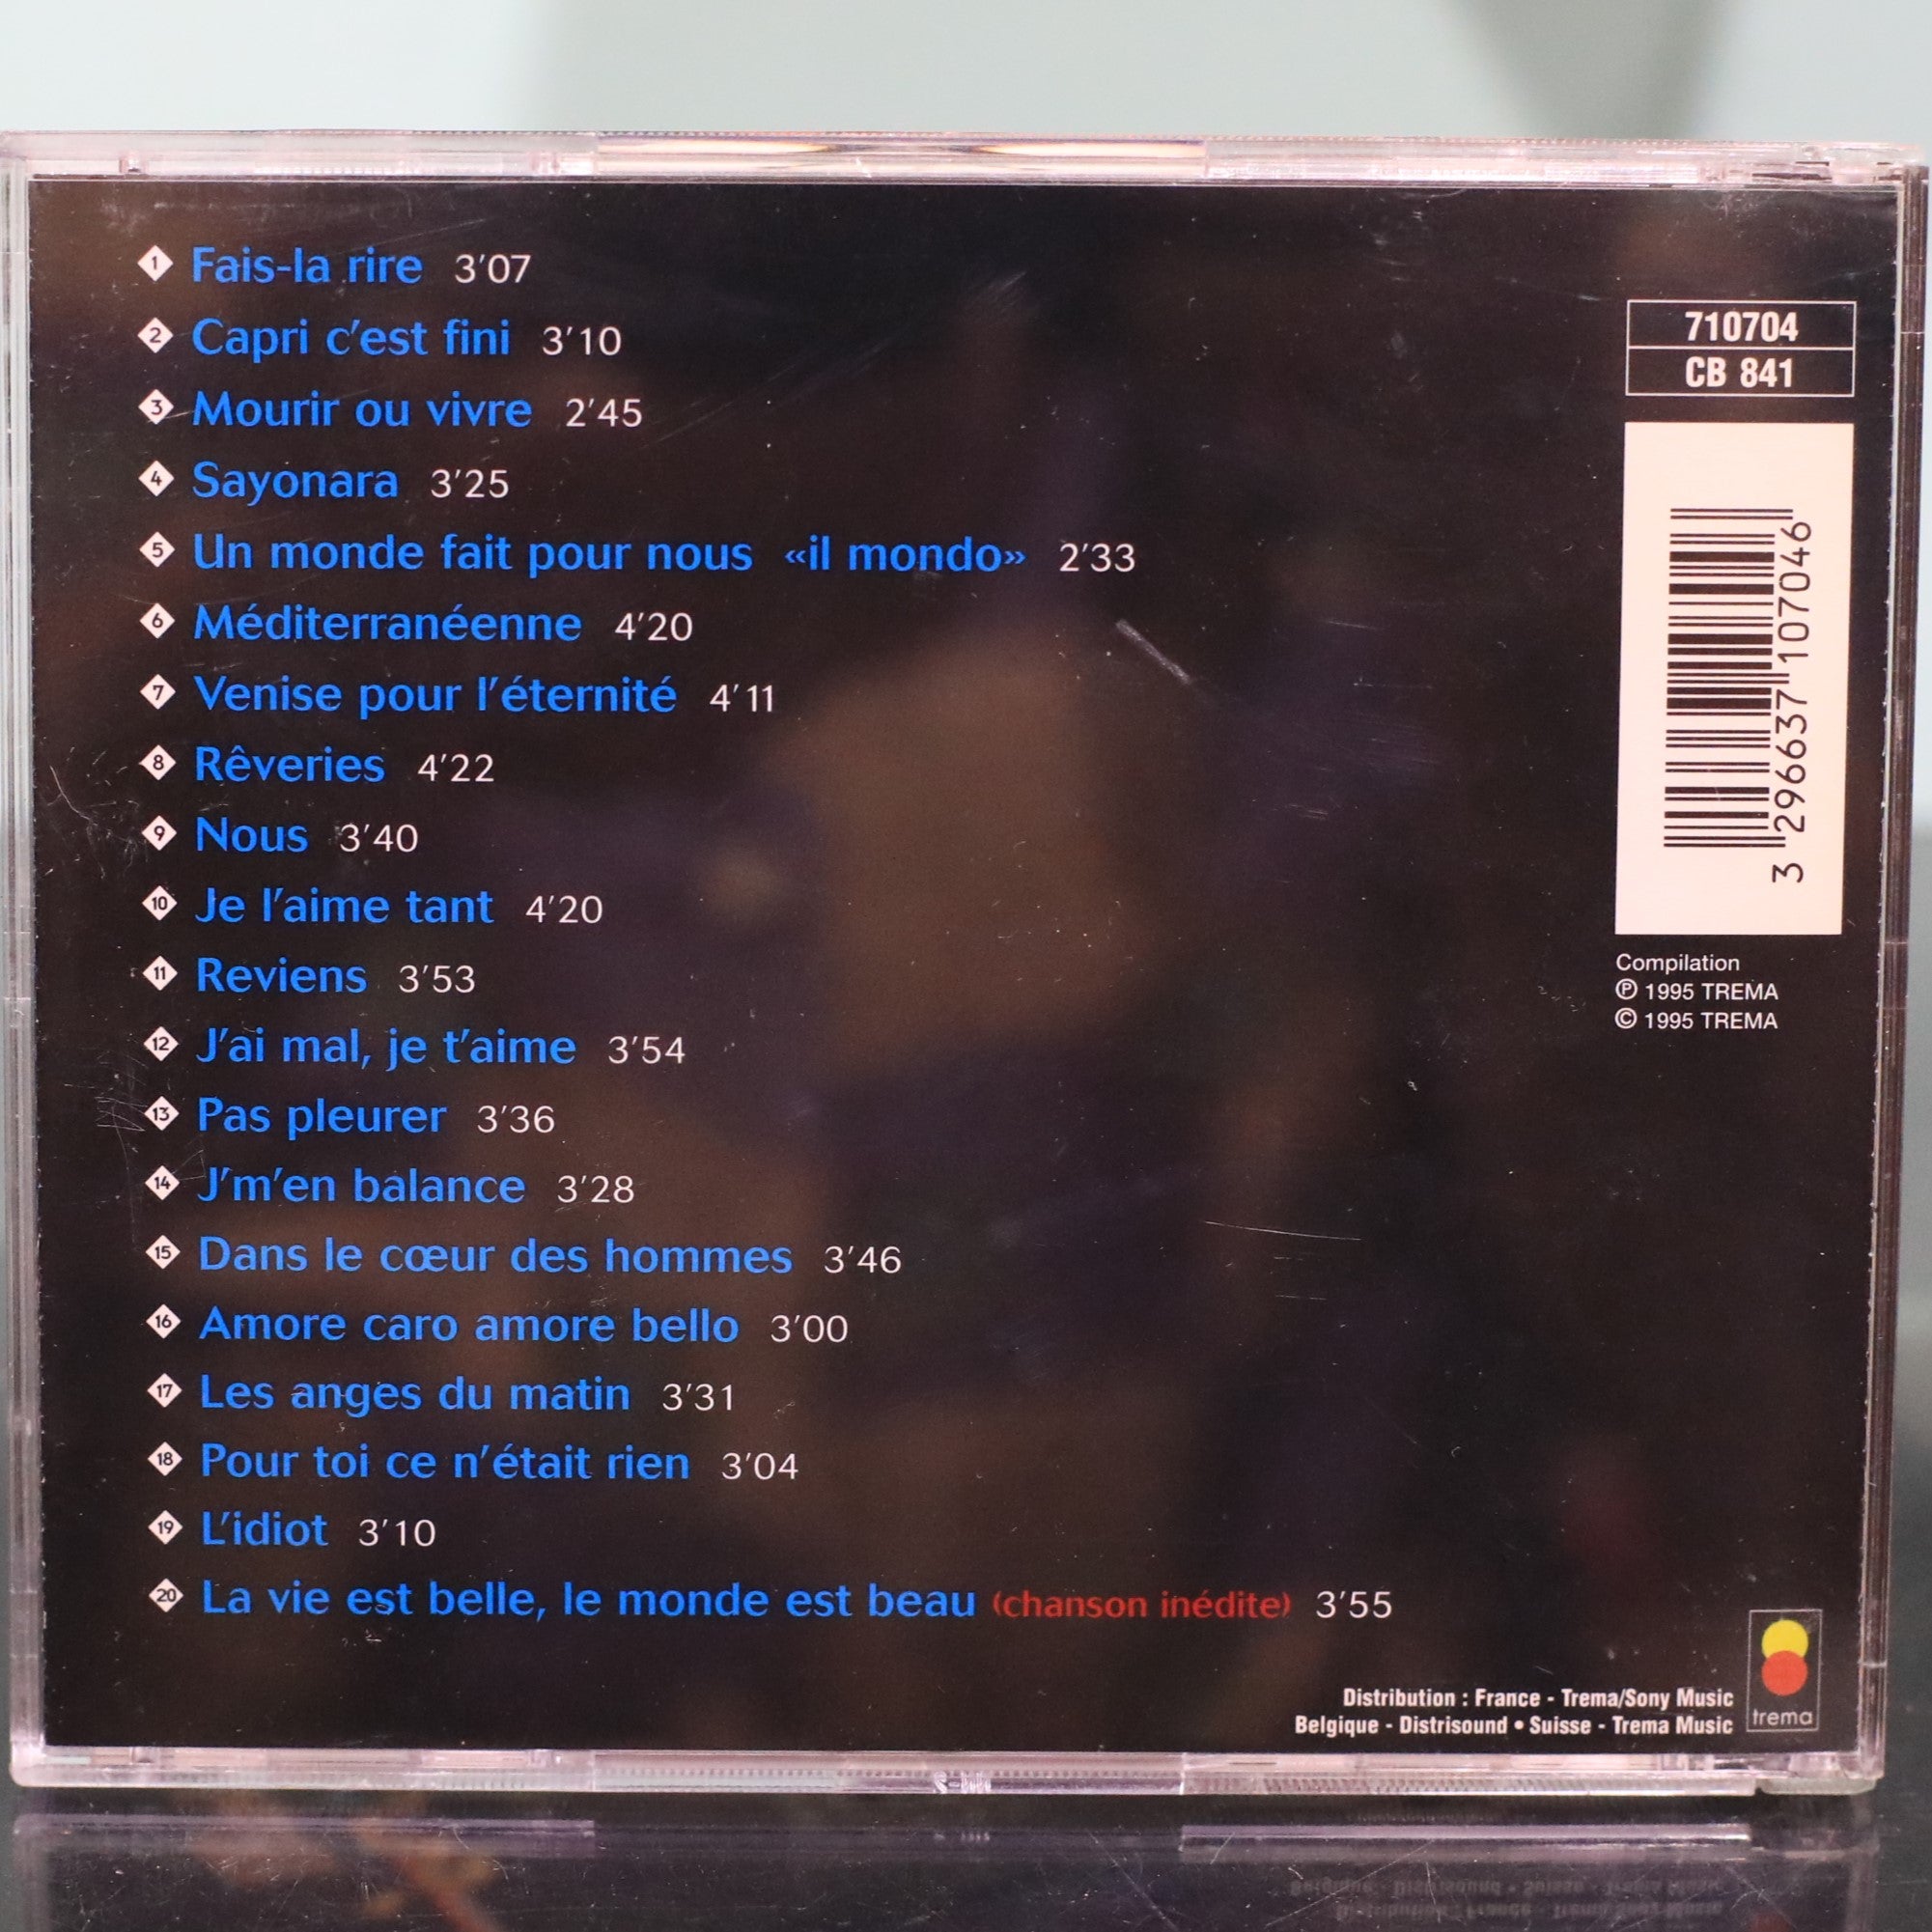 1 Fais-la rire 3'07
2 Capri c'est fini 3'10
3 Mourir ou vivre 2'45
4 Sayonara 3'25
5 Un monde fait pour nous «il mondo» 2'33
6 Méditerranéenne 4'20
7 Venise pour l'éternité 4'11
8 Rêveries 4'22
9 Nous 3'40
10 Je l'aime tant 4'20
11 Reviens 3'53
12 J'ai mal, je t'aime 3'54
13 Pas pleurer 3'36
14 J'm'en balance 3'28
15 Dans le cœur des hommes 3'46
16 Amore caro amore bello 3'00
17 Les anges du matin 3'31
18 Pour toi ce n'était rien 3'04
19 L'idiot 3'10
20 La vie est belle, le monde est beau (chanson inédite) 3'55
710704
CB 841
3 296637 107046
Compilation
℗ 1995 TREMA
© 1995 TREMA
Distribution : France - Trema/Sony Music
Belgique - Distrisound • Suisse - Trema Music
trema